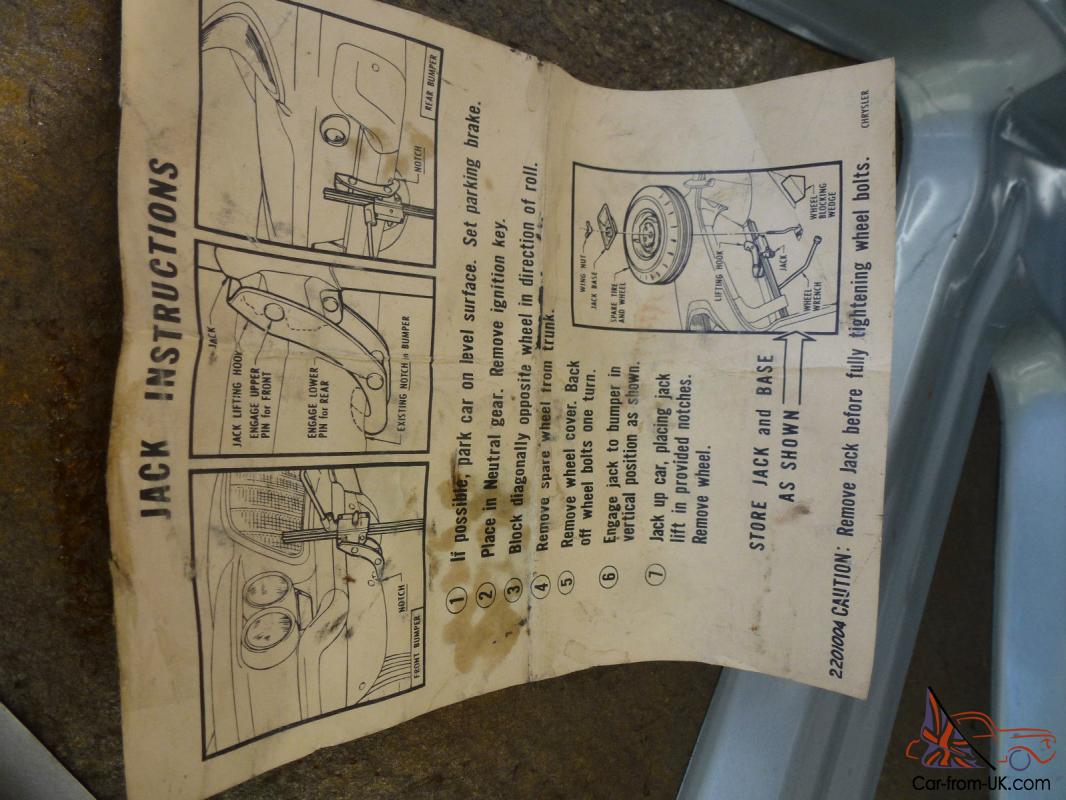 JACK INSTRUCTIONS
NOTCH
FRONT BUMPER
JACK
JACK LIFTING HOOK
ENGAGE UPPER
PIN for FRONT
ENGAGE LOWER
PIN for REAR
EXISTING NOTCH in BUMPER
NOTCH
REAR BUMPER
1 If possible, park car on level surface. Set parking brake.
2 Place in Neutral gear. Remove ignition key.
3 Block diagonally opposite wheel in direction of roll.
4 Remove spare wheel from trunk.
5 Remove wheel cover. Back
off wheel bolts one turn.
6 Engage jack to bumper in
vertical position as shown.
7 Jack up car, placing jack
lift in provided notches.
Remove wheel.
WING NUT
JACK BASE
SPARE TIRE
AND WHEEL
LIFTING HOOK
JACK
WHEEL
WRENCH
WHEEL
BLOCKING
WEDGE
STORE JACK and BASE
AS SHOWN
2201004 CAUTION: Remove Jack before fully tightening wheel bolts.
CHRYSLER
Car-from-UK.com